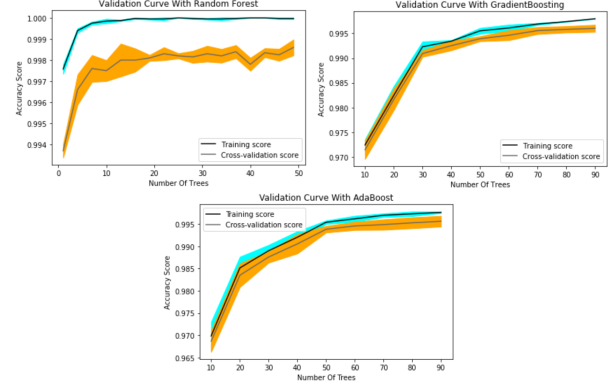 Validation Curve With Random Forest
1.000
0.999
0.998
0.997
0.996
0.995
0.994
Accuracy Score
Training score
Cross-validation score
0 10 20 30 40 50
Number Of Trees
Validation Curve With GradientBoosting
0.995
0.990
0.985
0.980
0.975
0.970
Accuracy Score
Training score
Cross-validation score
10 20 30 40 50 60 70 80 90
Number Of Trees
Validation Curve With AdaBoost
Training score
Cross-validation score
0.995
0.990
0.985
0.980
0.975
0.970
0.965
Accuracy Score
10 20 30 40 50 60 70 80 90
Number Of Trees